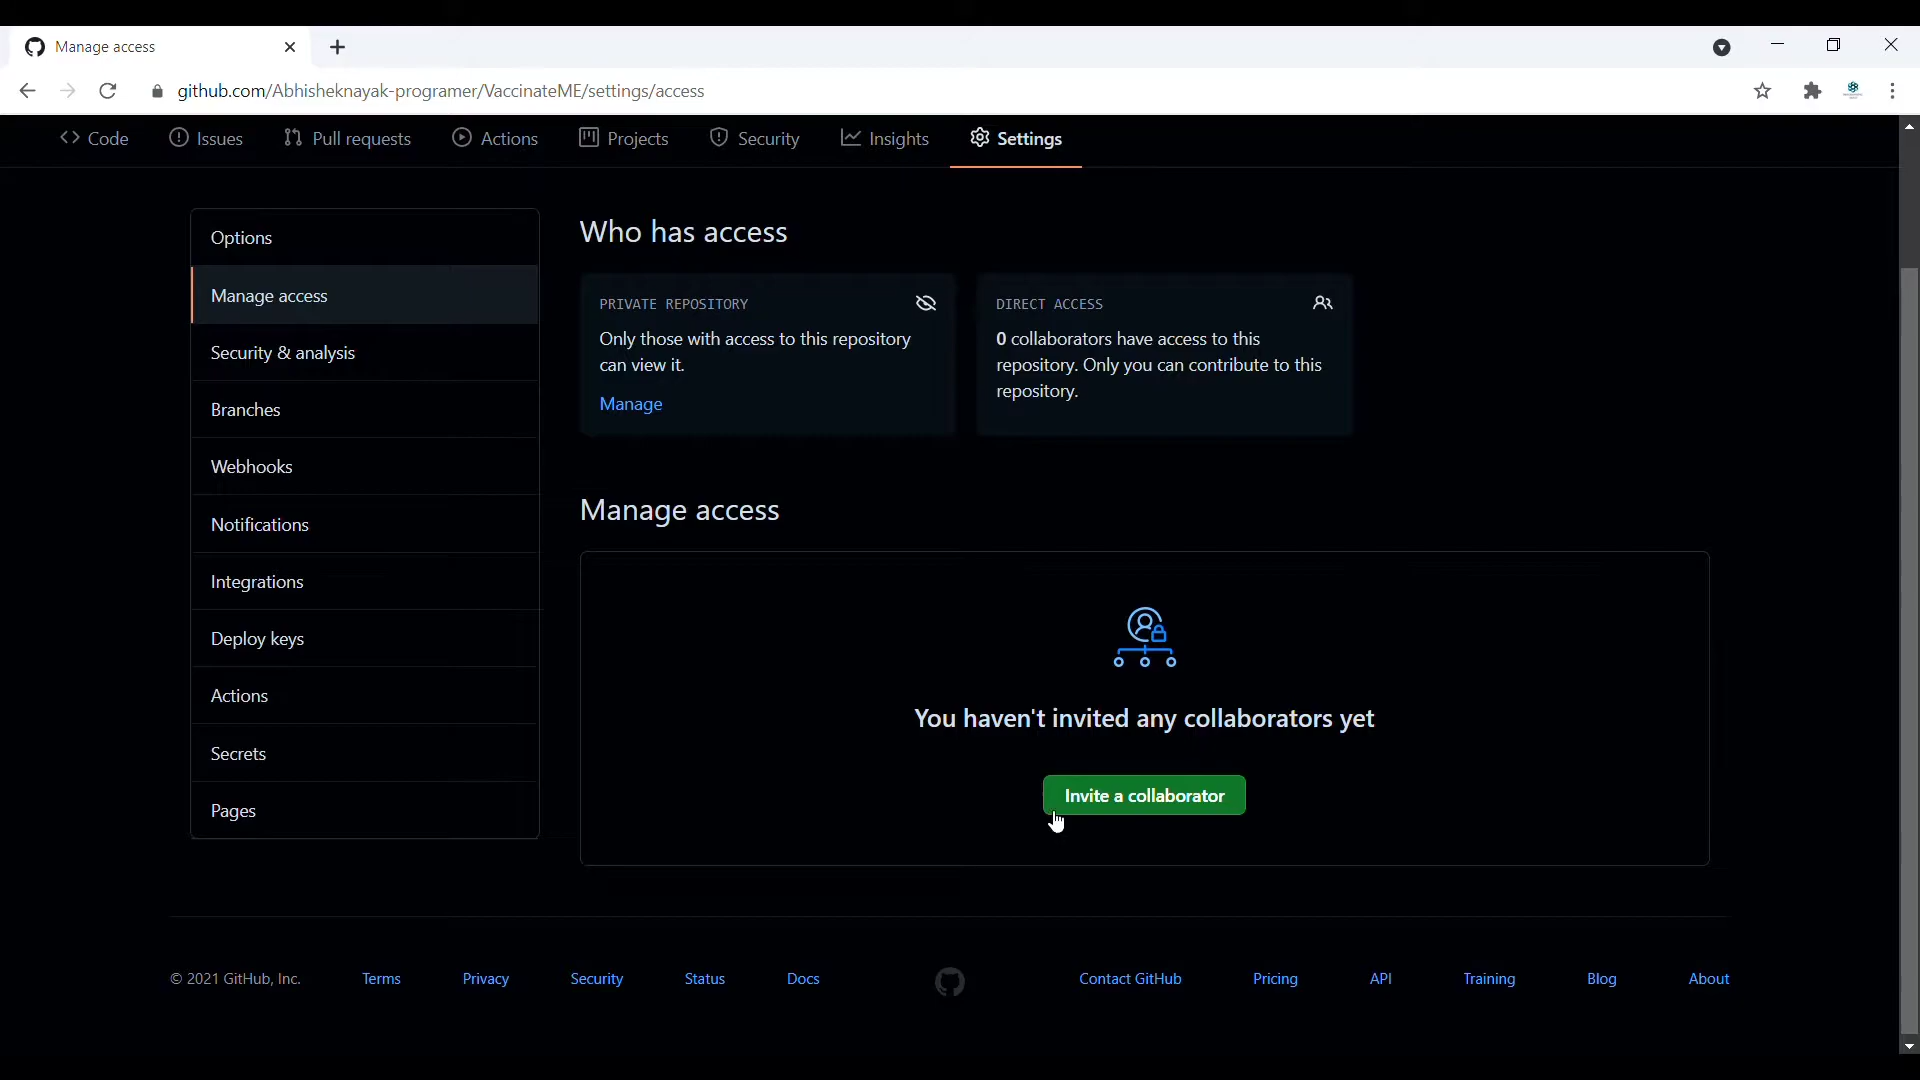 Manage access
github.com/Abhisheknayak-programer/VaccinateME/settings/access
Code Issues Pull requests Actions Projects Security Insights Settings
Options
Manage access
Security & analysis
Branches
Webhooks
Notifications
Integrations
Deploy keys
Actions
Secrets
Pages
Who has access
PRIVATE REPOSITORY
Only those with access to this repository
can view it.
Manage
DIRECT ACCESS
0 collaborators have access to this
repository. Only you can contribute to this
repository.
Manage access
You haven't invited any collaborators yet
Invite a collaborator
© 2021 GitHub, Inc. Terms Privacy Security Status Docs Contact GitHub Pricing API Training Blog About